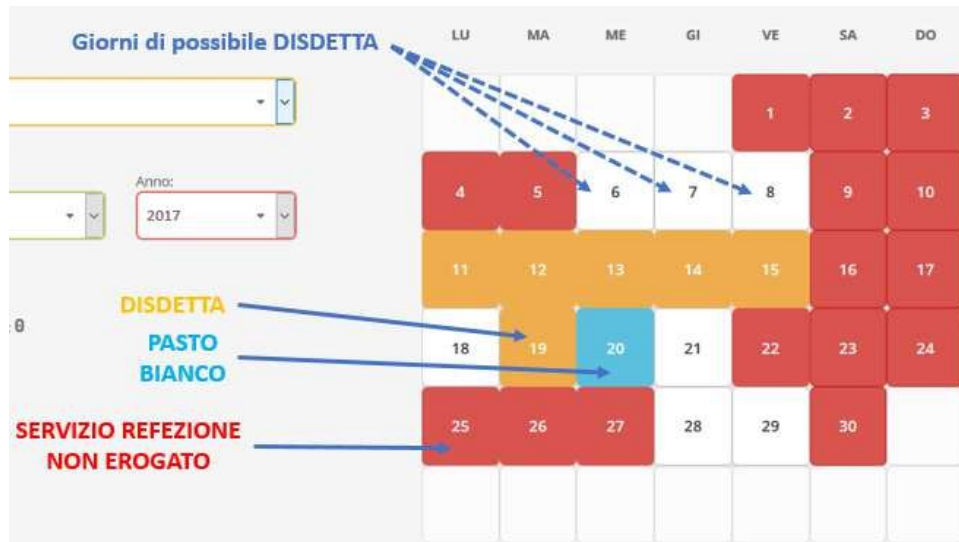 Giorni di possibile DISDETTA
LU MA ME GI VE SA DO
1 2 3
Anno:
2017
4 5 6 7 8 9 10
11 12 13 14 15 16 17
DISDETTA
: 0
PASTO
BIANCO
18 19 20 21 22 23 24
SERVIZIO REFEZIONE
NON EROGATO
25 26 27 28 29 30